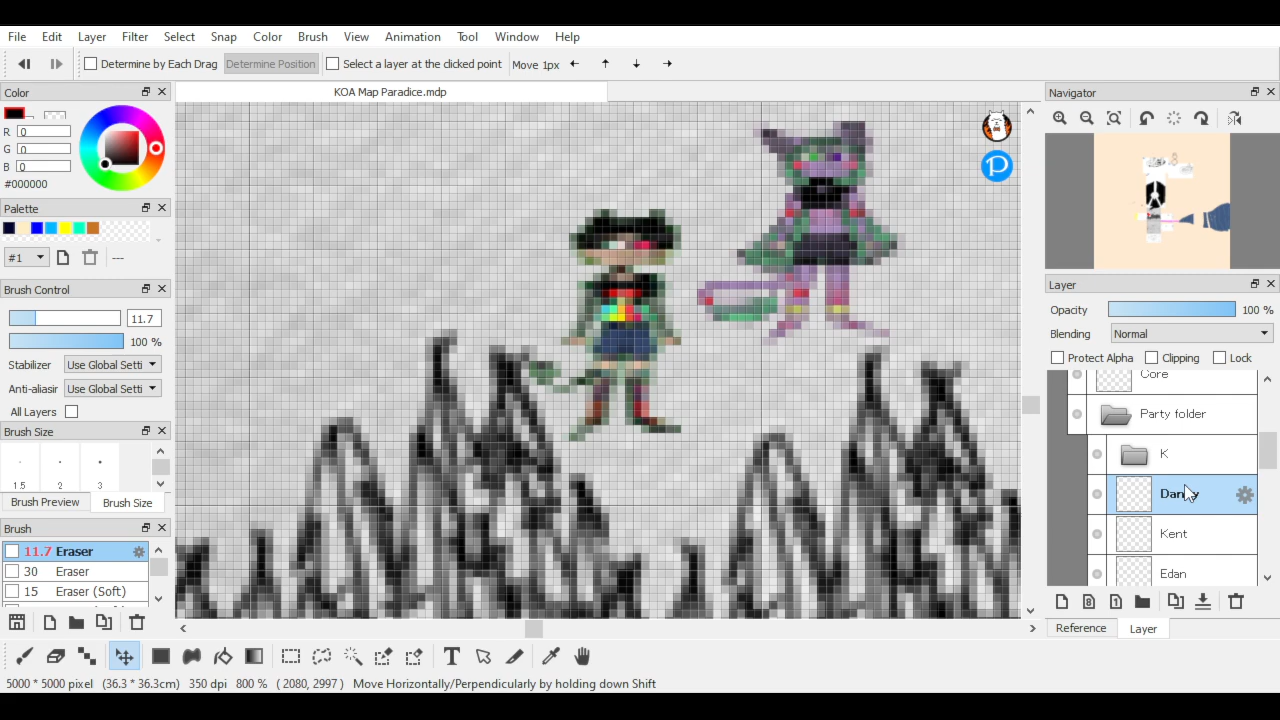 File Edit Layer Filter Select Snap Color Brush View Animation Tool Window Help
Determine by Each Drag Determine Position Select a layer at the clicked point Move 1px
Color
KOA Map Paradice.mdp
Navigator
R 0
G 0
B 0
#000000
Palette
#1
---
Brush Control
11.7
100 %
Stabilizer Use Global Setti
Anti-aliasir Use Global Setti
All Layers
Brush Size
1.5 2 3
Brush Preview Brush Size
Brush
11.7 Eraser
30 Eraser
15 Eraser (Soft)
Layer
Opacity 100 %
Blending Normal
Protect Alpha Clipping Lock
Core
Party folder
K
Kent
Edan
8 1
Reference Layer
T
5000 * 5000 pixel (36.3 * 36.3cm) 350 dpi 800 % ( 2080, 2997 ) Move Horizontally/Perpendicularly by holding down Shift